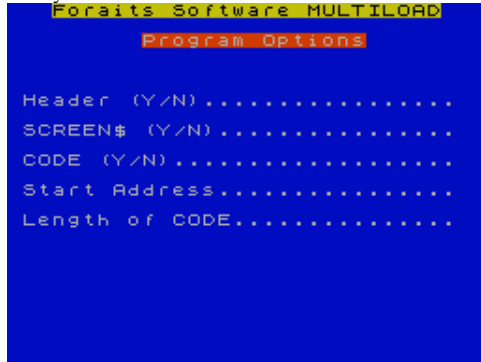 Foraits Software MULTILOAD
Program Options
Header (Y/N).................
SCREEN$ (Y/N)................
CODE (Y/N)...................
Start Address................
Length of CODE...............